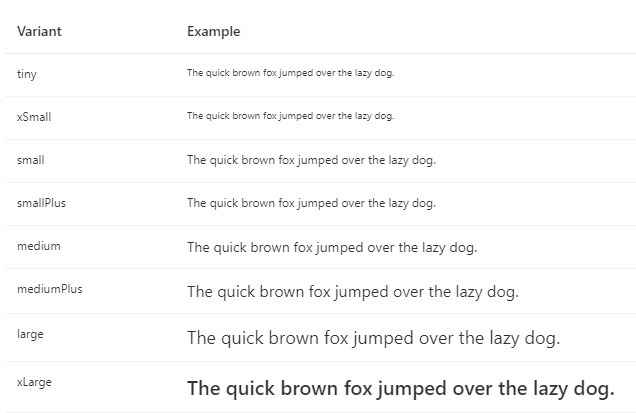 Variant Example
tiny The quick brown fox jumped over the lazy dog.
xSmall The quick brown fox jumped over the lazy dog.
small The quick brown fox jumped over the lazy dog.
smallPlus The quick brown fox jumped over the lazy dog.
medium The quick brown fox jumped over the lazy dog.
mediumPlus The quick brown fox jumped over the lazy dog.
large The quick brown fox jumped over the lazy dog.
xLarge The quick brown fox jumped over the lazy dog.